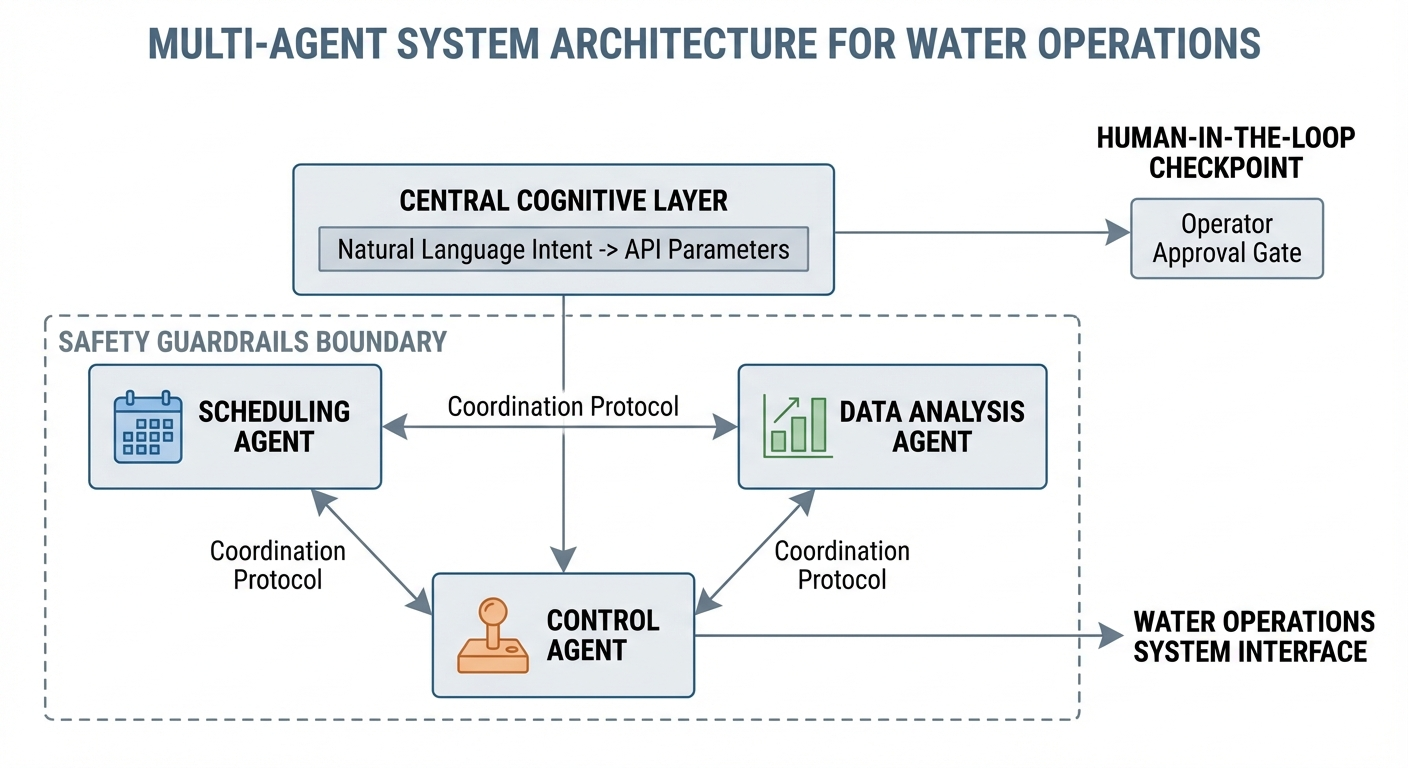 MULTI-AGENT SYSTEM ARCHITECTURE FOR WATER OPERATIONS
HUMAN-IN-THE-LOOP
CHECKPOINT
CENTRAL COGNITIVE LAYER
Natural Language Intent -> API Parameters
Operator
Approval Gate
SAFETY GUARDRAILS BOUNDARY
SCHEDULING
AGENT
Coordination Protocol
DATA ANALYSIS
AGENT
Coordination
Protocol
Coordination
Protocol
CONTROL
AGENT
WATER OPERATIONS
SYSTEM INTERFACE